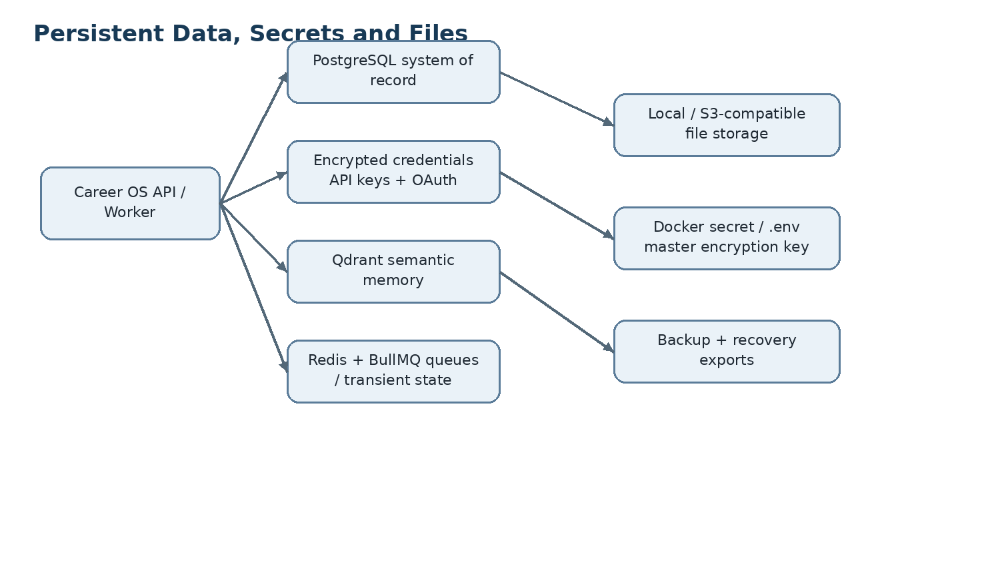 Persistent Data, Secrets and Files
PostgreSQL system of
record
Local / S3-compatible
file storage
Encrypted credentials
API keys + OAuth
Career OS API /
Worker
Docker secret / .env
master encryption key
Qdrant semantic
memory
Backup + recovery
exports
Redis + BullMQ queues
/ transient state